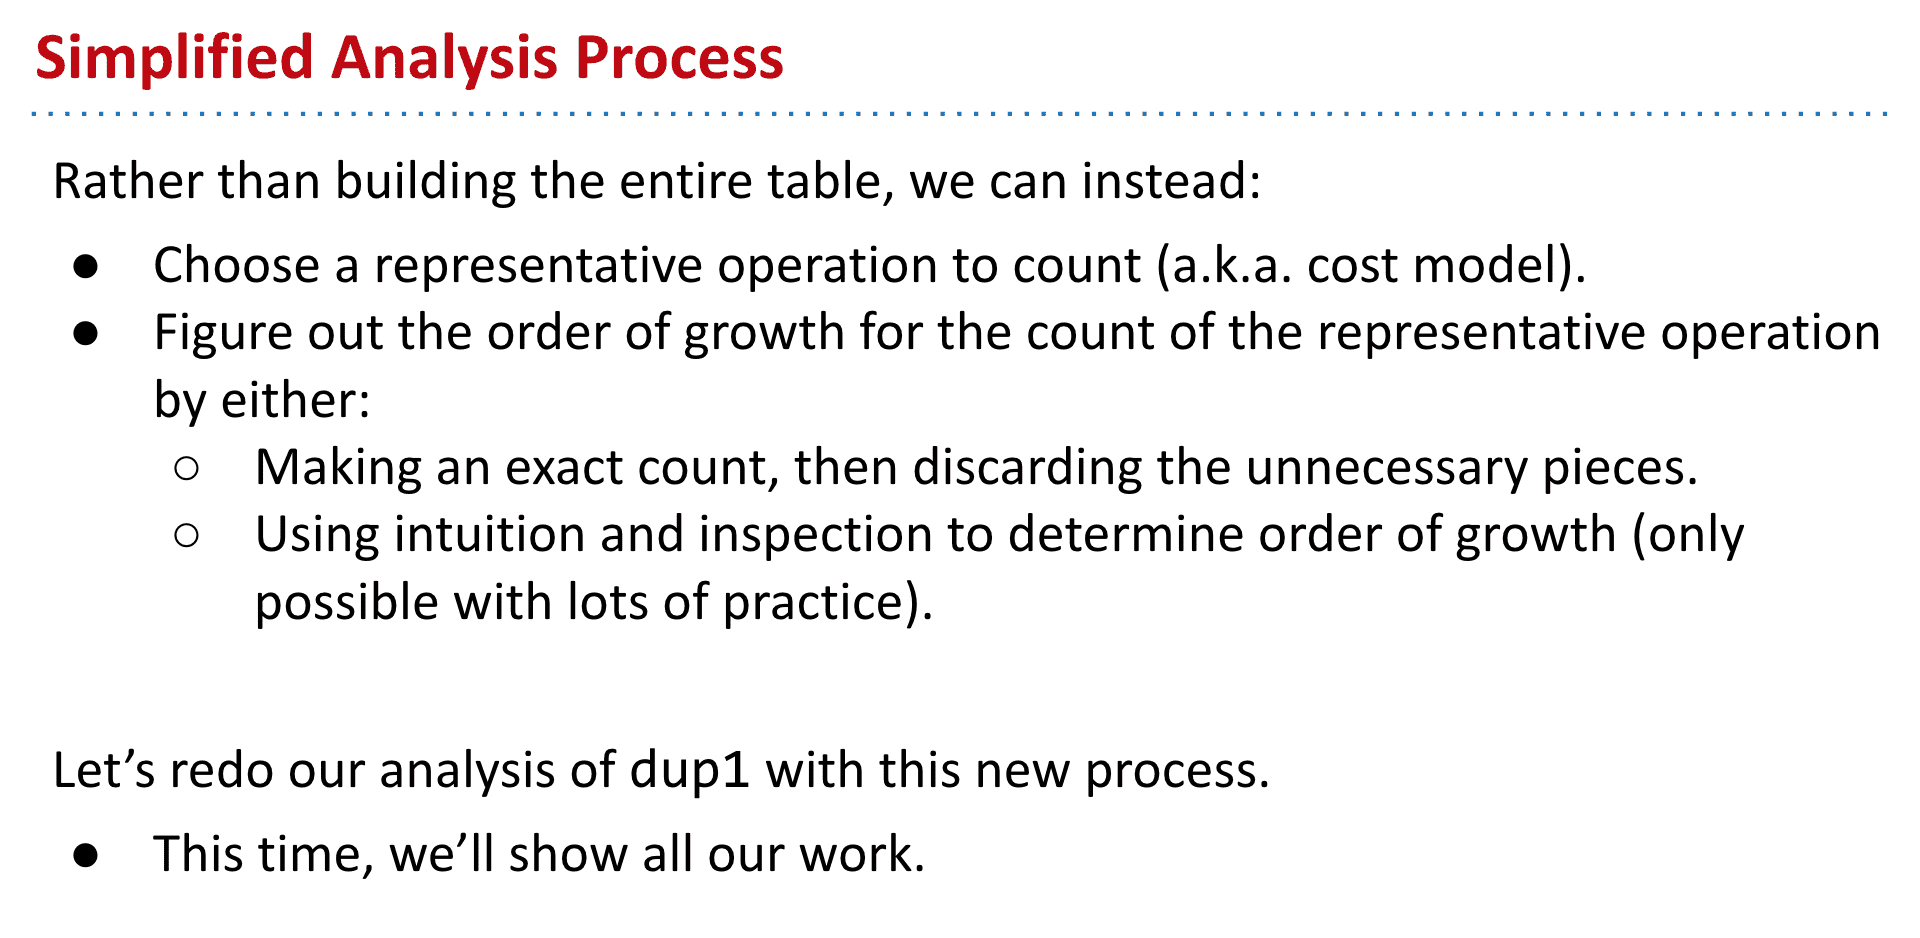 Simplified Analysis Process
Rather than building the entire table, we can instead:
● Choose a representative operation to count (a.k.a. cost model).
● Figure out the order of growth for the count of the representative operation
by either:
○ Making an exact count, then discarding the unnecessary pieces.
○ Using intuition and inspection to determine order of growth (only
possible with lots of practice).
Let’s redo our analysis of dup1 with this new process.
● This time, we’ll show all our work.